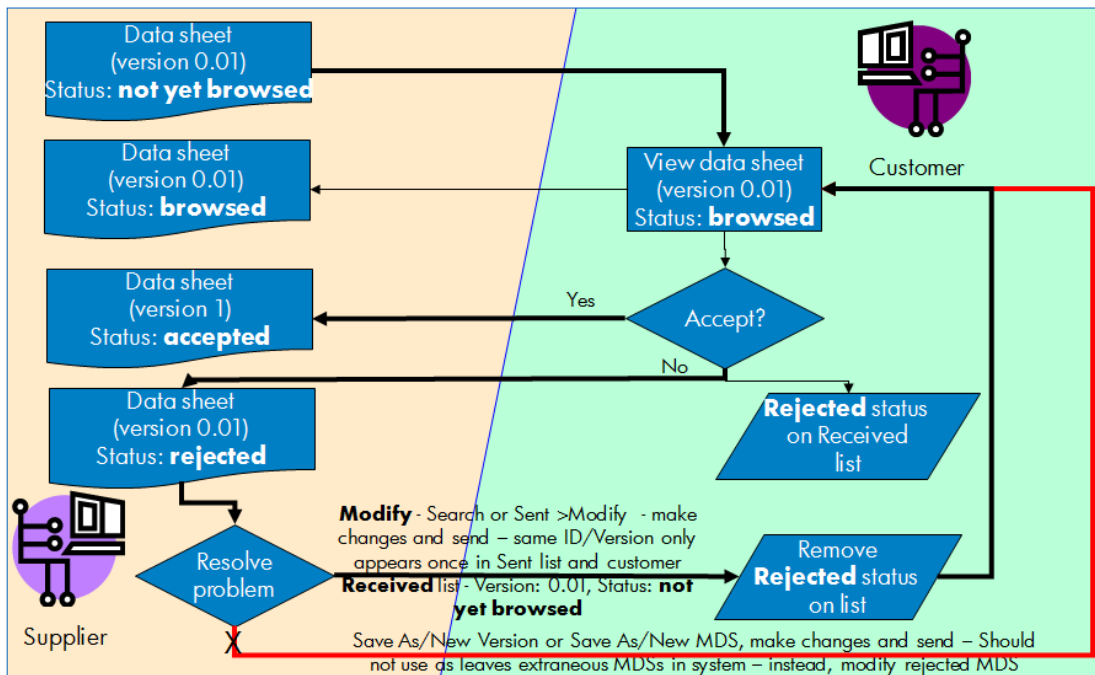 Data sheet
(version 0.01)
Status: not yet browsed
Customer
Data sheet
(version 0.01)
Status: browsed
View data sheet
(version 0.01)
Status: browsed
Data sheet
(version 1)
Status: accepted
Yes
Accept?
No
Data sheet
(version 0.01)
Status: rejected
Rejected status
on Received
list
Supplier
Resolve
problem
X
Modify - Search or Sent >Modify - make
changes and send – same ID/Version only
appears once in Sent list and customer
Received list - Version: 0.01, Status: not
yet browsed
Remove
Rejected status
on list
Save As/New Version or Save As/New MDS, make changes and send – Should
not use as leaves extraneous MDSs in system – instead, modify rejected MDS